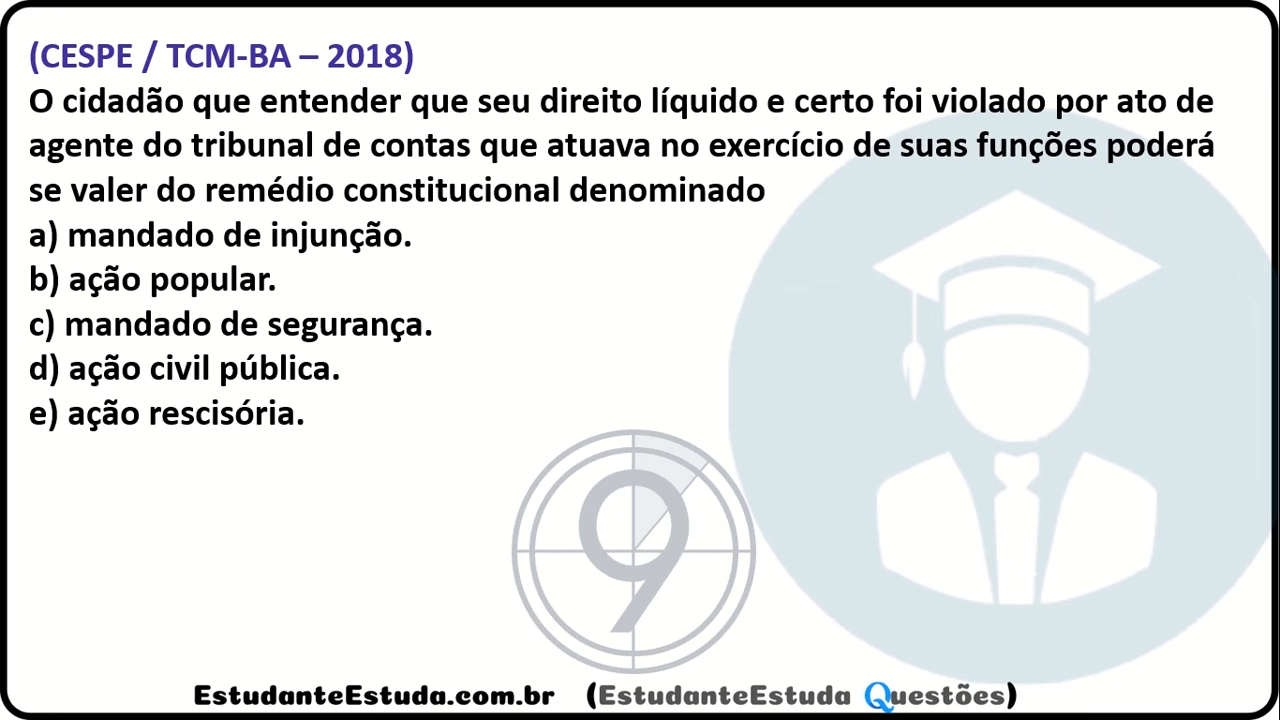 (CESPE / TCM-BA – 2018)
O cidadão que entender que seu direito líquido e certo foi violado por ato de
agente do tribunal de contas que atuava no exercício de suas funções poderá
se valer do remédio constitucional denominado
a) mandado de injunção.
b) ação popular.
c) mandado de segurança.
d) ação civil pública.
e) ação rescisória.
9
EstudanteEstuda.com.br (EstudanteEstuda Questões)